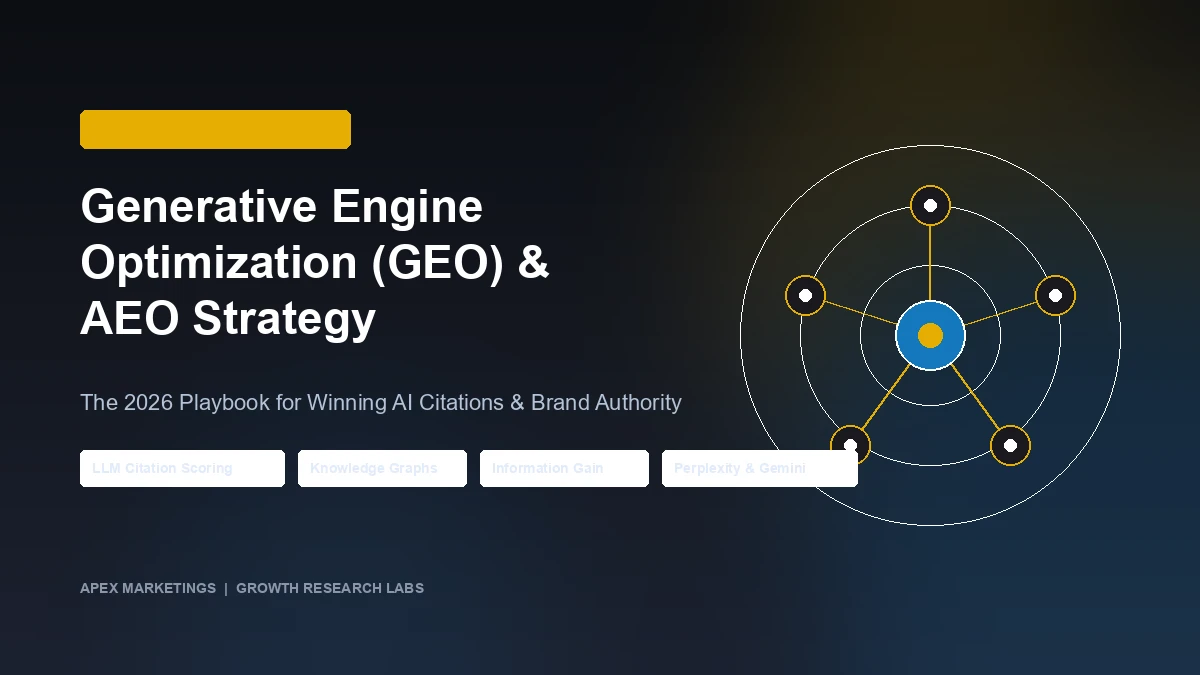 Generative Engine
Optimization (GEO) &
AEO Strategy
The 2026 Playbook for Winning AI Citations & Brand Authority
LLM Citation Scoring
Knowledge Graphs
Information Gain
Perplexity & Gemini
APEX MARKETINGS | GROWTH RESEARCH LABS